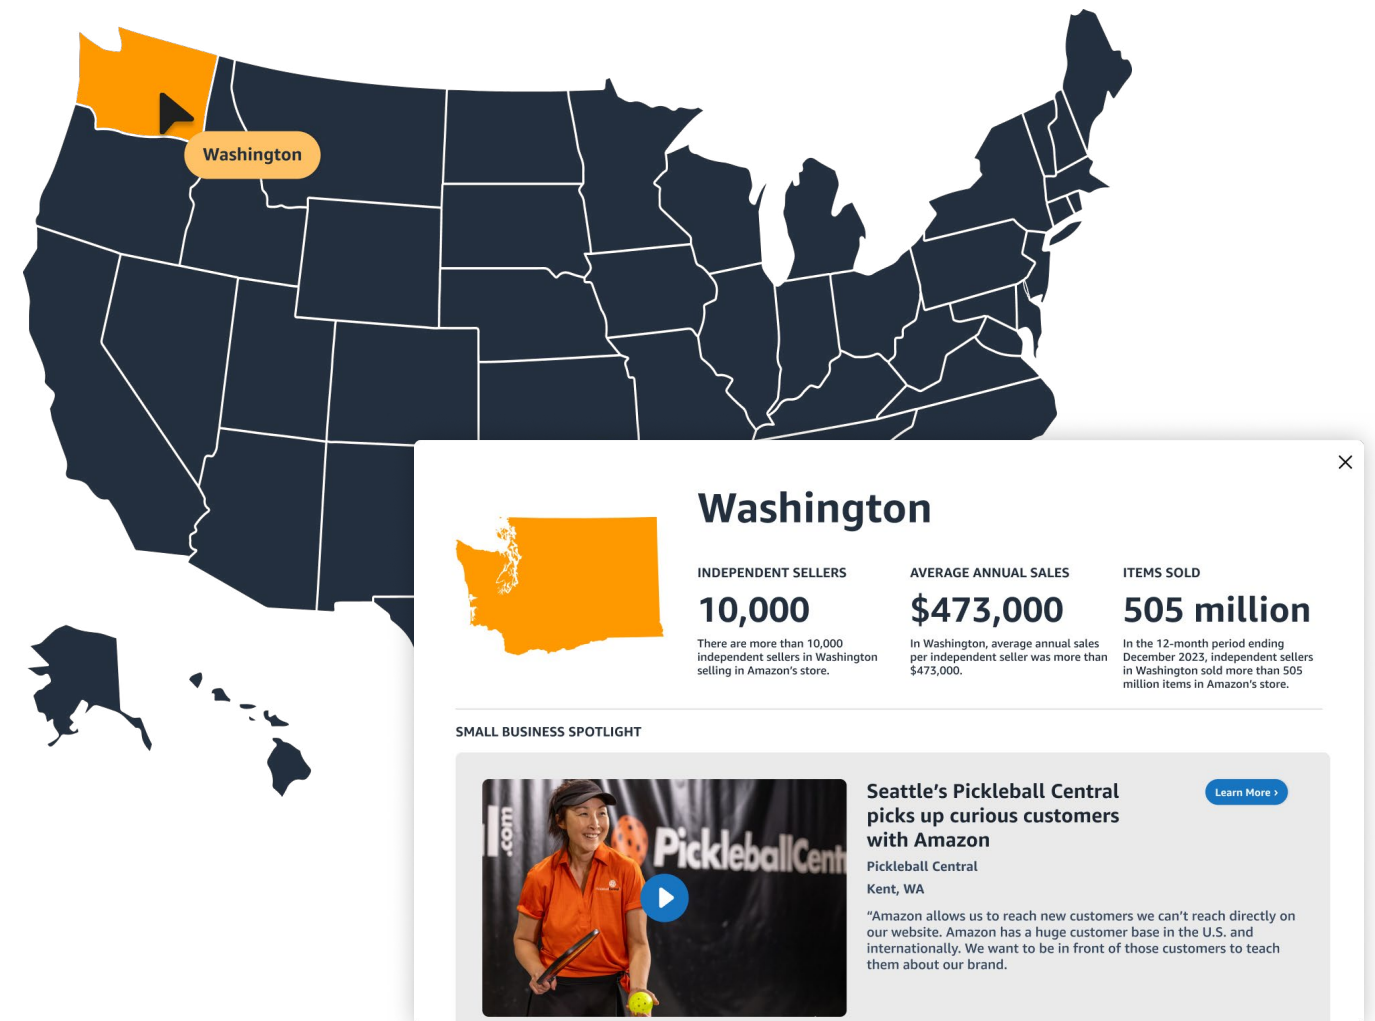 Washington
Washington
INDEPENDENT SELLERS
10,000
There are more than 10,000
independent sellers in Washington
selling in Amazon’s store.
AVERAGE ANNUAL SALES
$473,000
In Washington, average annual sales
per independent seller was more than
$473,000.
ITEMS SOLD
505 million
In the 12-month period ending
December 2023, independent sellers
in Washington sold more than 505
million items in Amazon’s store.
SMALL BUSINESS SPOTLIGHT
l.com
PickleballCent
Seattle’s Pickleball Central
picks up curious customers
with Amazon
Learn More ›
Pickleball Central
Kent, WA
“Amazon allows us to reach new customers we can’t reach directly on
our website. Amazon has a huge customer base in the U.S. and
internationally. We want to be in front of those customers to teach
them about our brand.